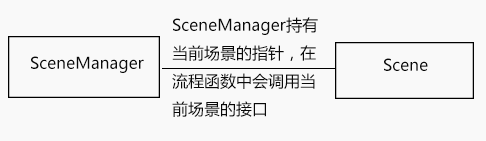 SceneManager
SceneManager持有
当前场景的指针，在
流程函数中会调用当
前场景的接口
Scene